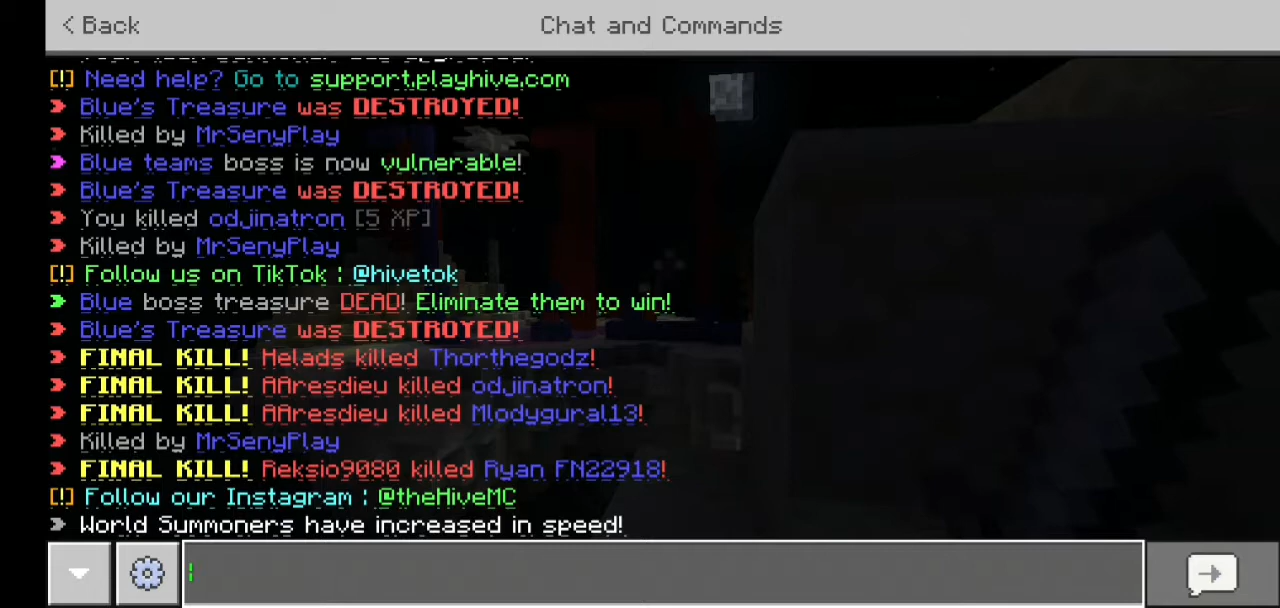 Back
Chat and Commands
[!] Need help? Go to support.playhive.com
Blue's Treasure was DESTROYED!
Killed by MrSenyPlay
Blue teams boss is now vulnerable!
Blue's Treasure was DESTROYED!
You killed odjinatron [5 XP]
Killed by MrSenyPlay
[!] Follow us on TikTok ¦ @hivetok
Blue boss treasure DEAD! Eliminate them to win!
Blue's Treasure was DESTROYED!
FINAL KILL! Helads killed Thorthegodz!
FINAL KILL! AAresdieu killed odjinatron!
FINAL KILL! AAresdieu killed Mlodygural13!
Killed by MrSenyPlay
FINAL KILL! Reksio9080 killed Ryan FN22918!
[!] Follow our Instagram ¦ @theHiveMC
World Summoners have increased in speed!